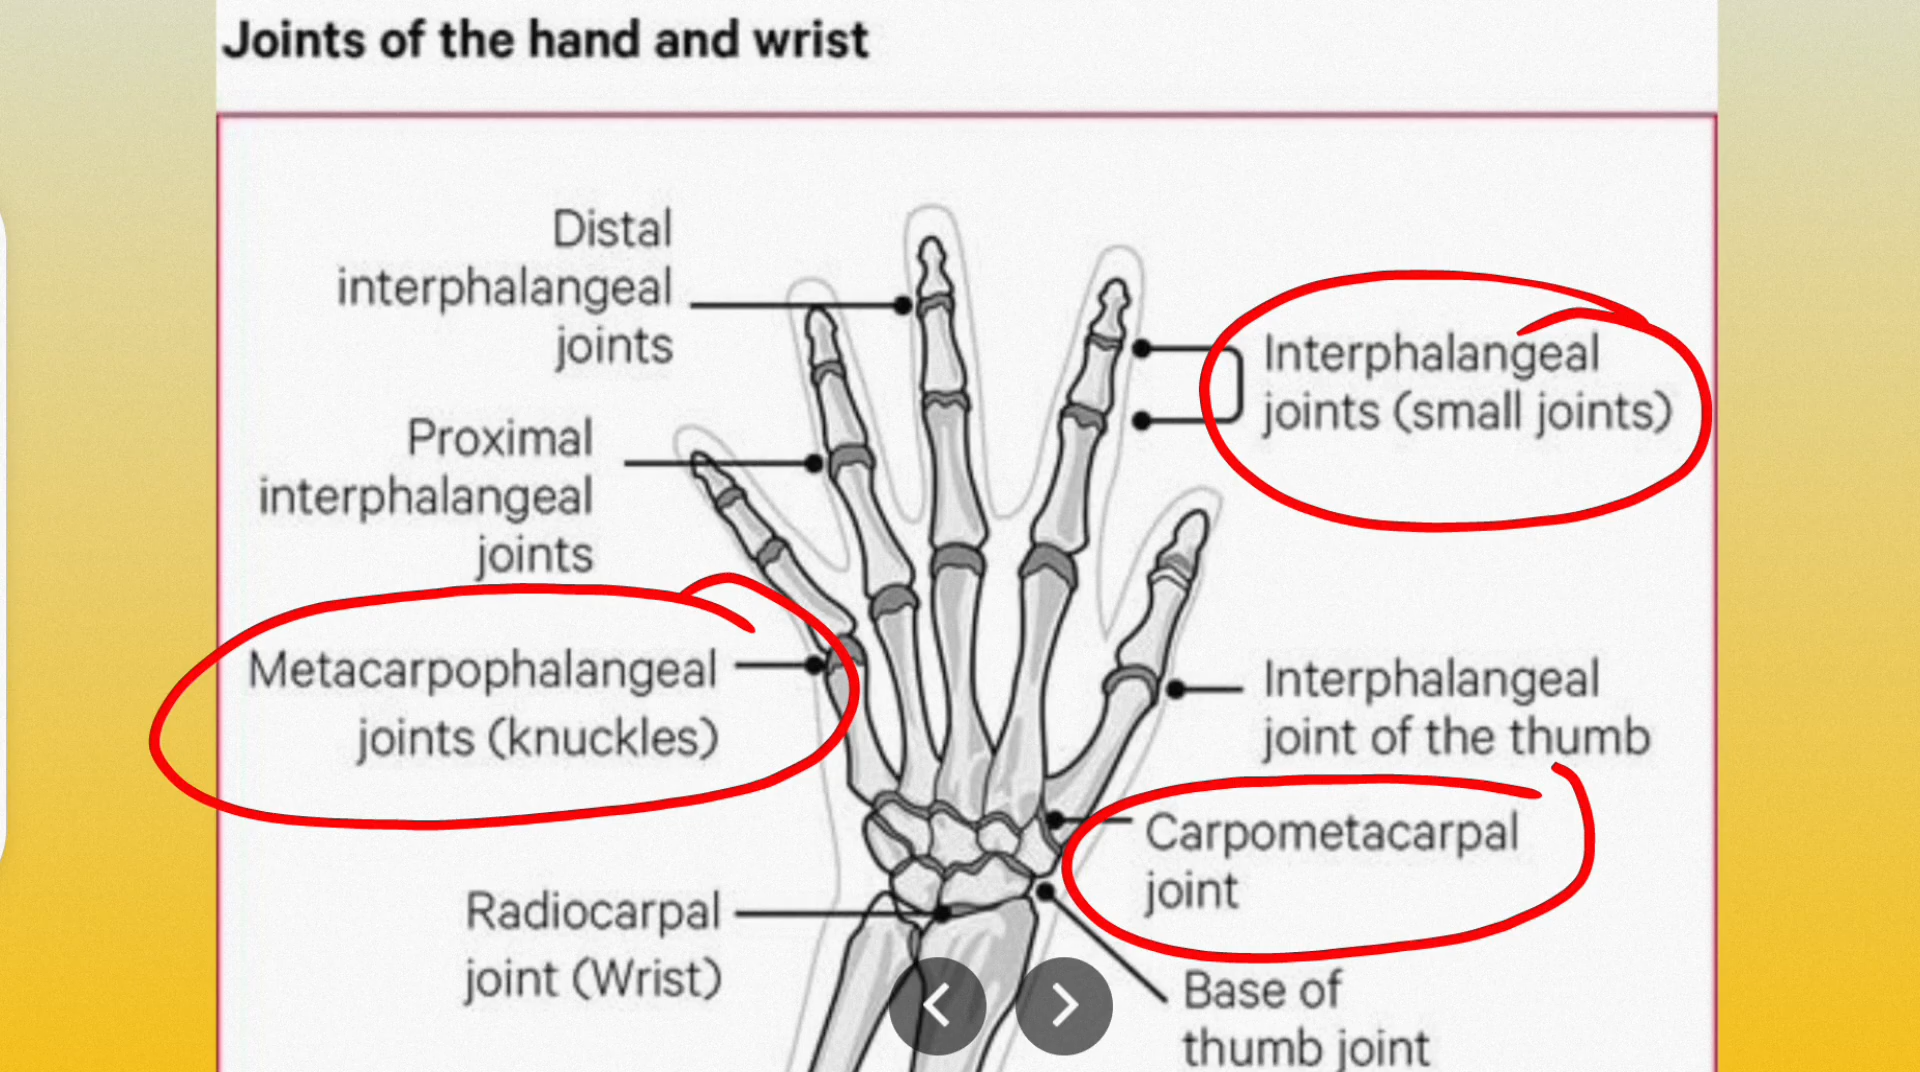 Joints of the hand and wrist
Distal
interphalangeal
joints
Proximal
interphalangeal
joints
Metacarpophalangeal
joints (knuckles)
Radiocarpal
joint (Wrist)
Interphalangeal
joints (small joints)
Interphalangeal
joint of the thumb
Carpometacarpal
joint
Base of
thumb joint